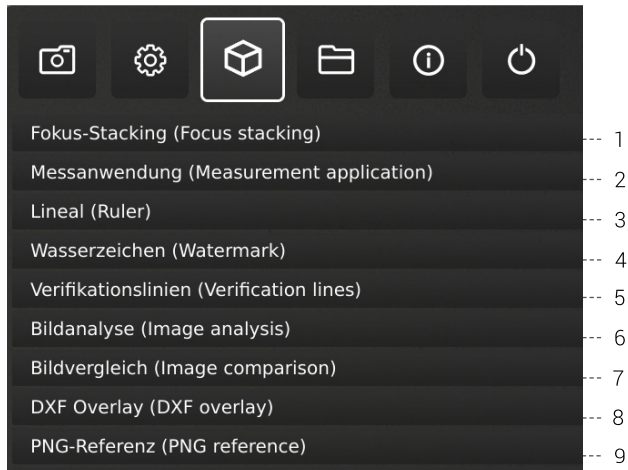 Fokus-Stacking (Focus stacking) --- 1
Messanwendung (Measurement application) --- 2
Lineal (Ruler) --- 3
Wasserzeichen (Watermark) --- 4
Verifikationslinien (Verification lines) --- 5
Bildanalyse (Image analysis) --- 6
Bildvergleich (Image comparison) --- 7
DXF Overlay (DXF overlay) --- 8
PNG-Referenz (PNG reference) --- 9